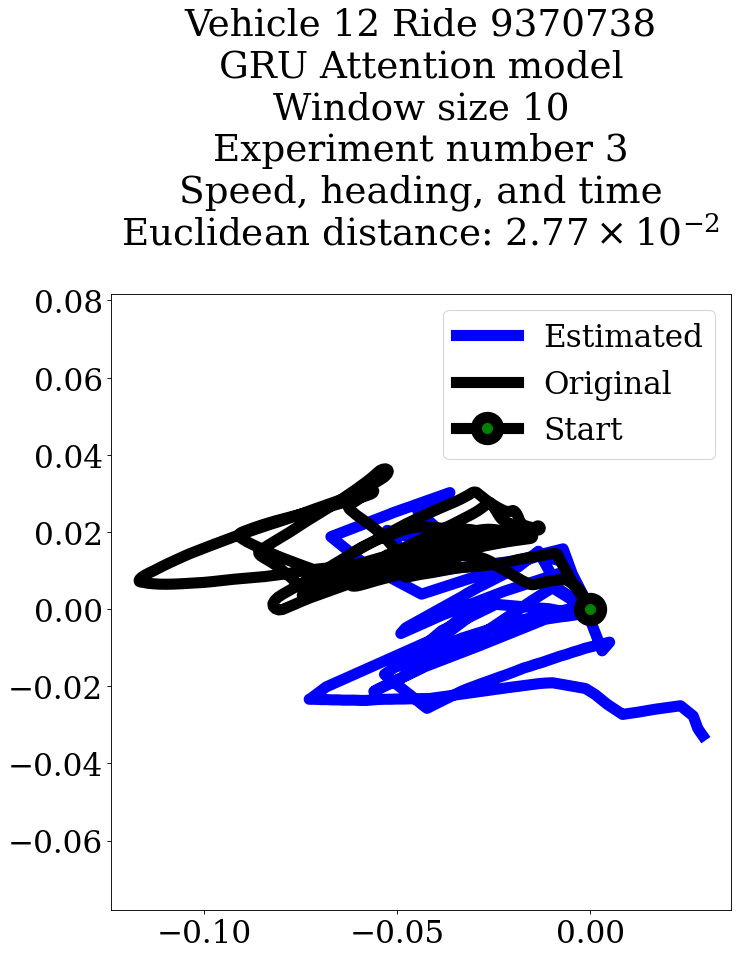 Vehicle 12 Ride 9370738
GRU Attention model
Window size 10
Experiment number 3
Speed, heading, and time
Euclidean distance: 2.77 × 10⁻²
Estimated
Original
Start
0.08
0.06
0.04
0.02
0.00
−0.02
−0.04
−0.06
−0.10
−0.05
0.00